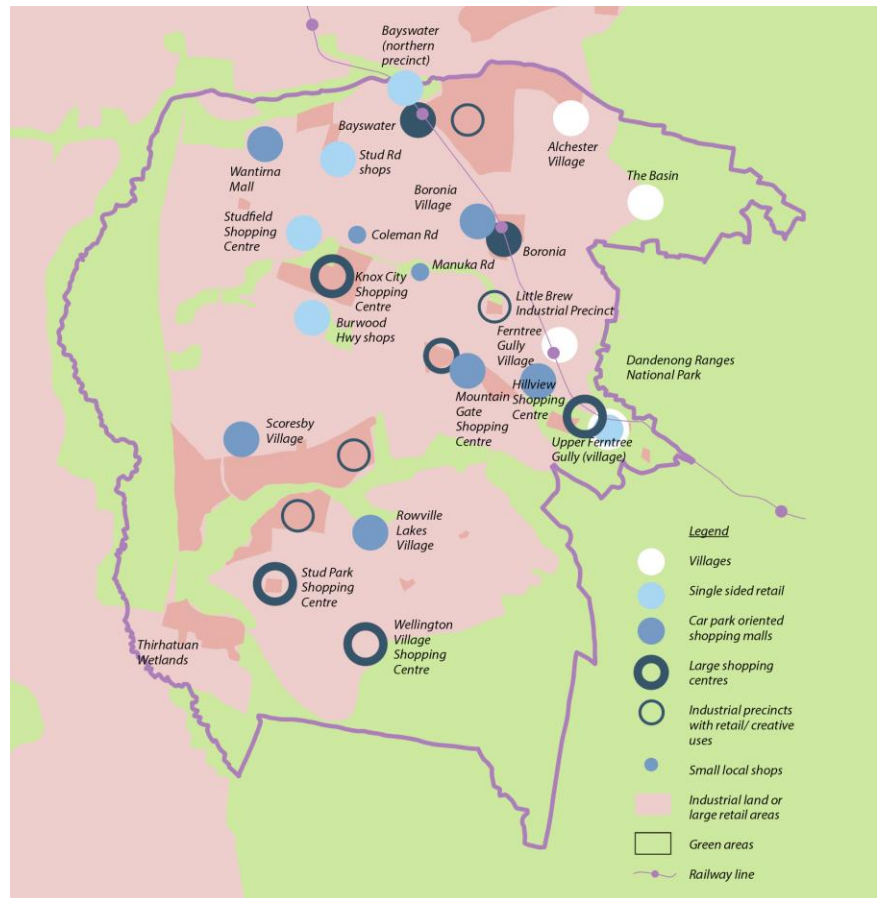 Bayswater
(northern
precinct)
Bayswater
Alchester
Village
Wantirna
Mall
Stud Rd
shops
The Basin
Boronia
Village
Studfield
Shopping
Centre
Coleman Rd
Boronia
Manuka Rd
Knox City
Shopping
Centre
Little Brew
Industrial Precinct
Burwood
Hwy shops
Ferntree
Gully
Village
Dandenong Ranges
National Park
Hillview
Shopping
Centre
Mountain
Gate
Shopping
Centre
Scoresby
Village
Upper Ferntree
Gully (village)
Rowville
Lakes
Village
Stud Park
Shopping
Centre
Wellington
Village
Shopping
Centre
Thirhatuan
Wetlands
Legend
Villages
Single sided retail
Car park oriented
shopping malls
Large shopping
centres
Industrial precincts
with retail/ creative
uses
Small local shops
Industrial land or
large retail areas
Green areas
Railway line